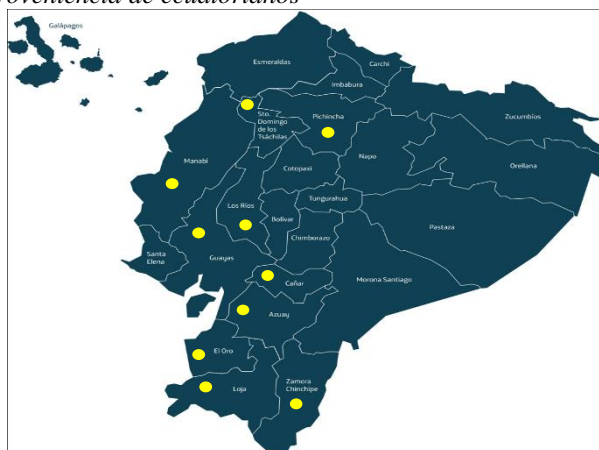 oveniencia de ecuatorianos
Galápagos
Esmeraldas
Carchi
Imbabura
Sto.
Domingo
de los
Tsáchilas
Pichincha
Zucumbíos
Napo
Orellana
Manabí
Cotopaxi
Los Ríos
Tungurahua
Bolívar
Pastaza
Chimborazo
Santa
Elena
Guayas
Morona Santiago
Cañar
Azuay
El Oro
Loja
Zamora
Chinchipe